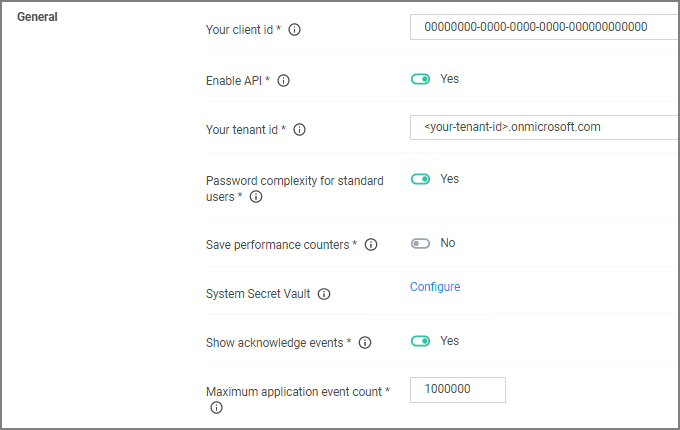 General
Your client id *
00000000-0000-0000-0000-000000000000
Enable API *
Yes
Your tenant id *
<your-tenant-id>.onmicrosoft.com
Password complexity for standard
users *
Yes
Save performance counters *
No
System Secret Vault
Configure
Show acknowledge events *
Yes
Maximum application event count *
1000000